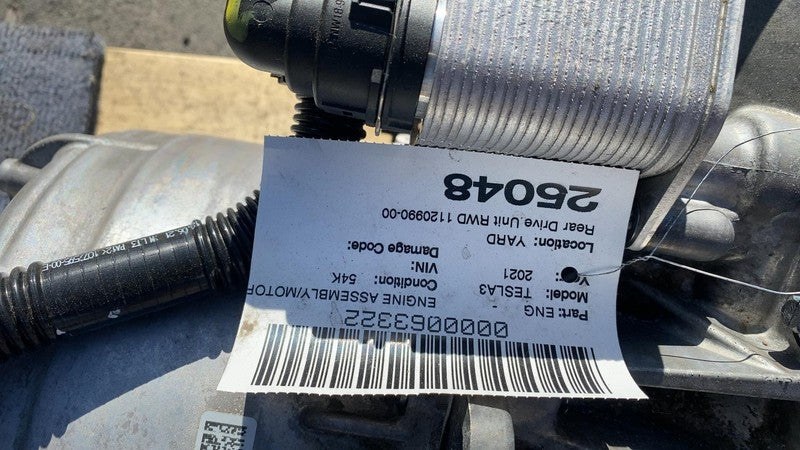 0000063322
Part: ENG - ENGINE ASSEMBLY/MOTOR
Model: TESLA3
Year: 2021 Condition: 54K
VIN:
Location: YARD Damage Code:
Rear Drive Unit RWD 1120990-00
25048